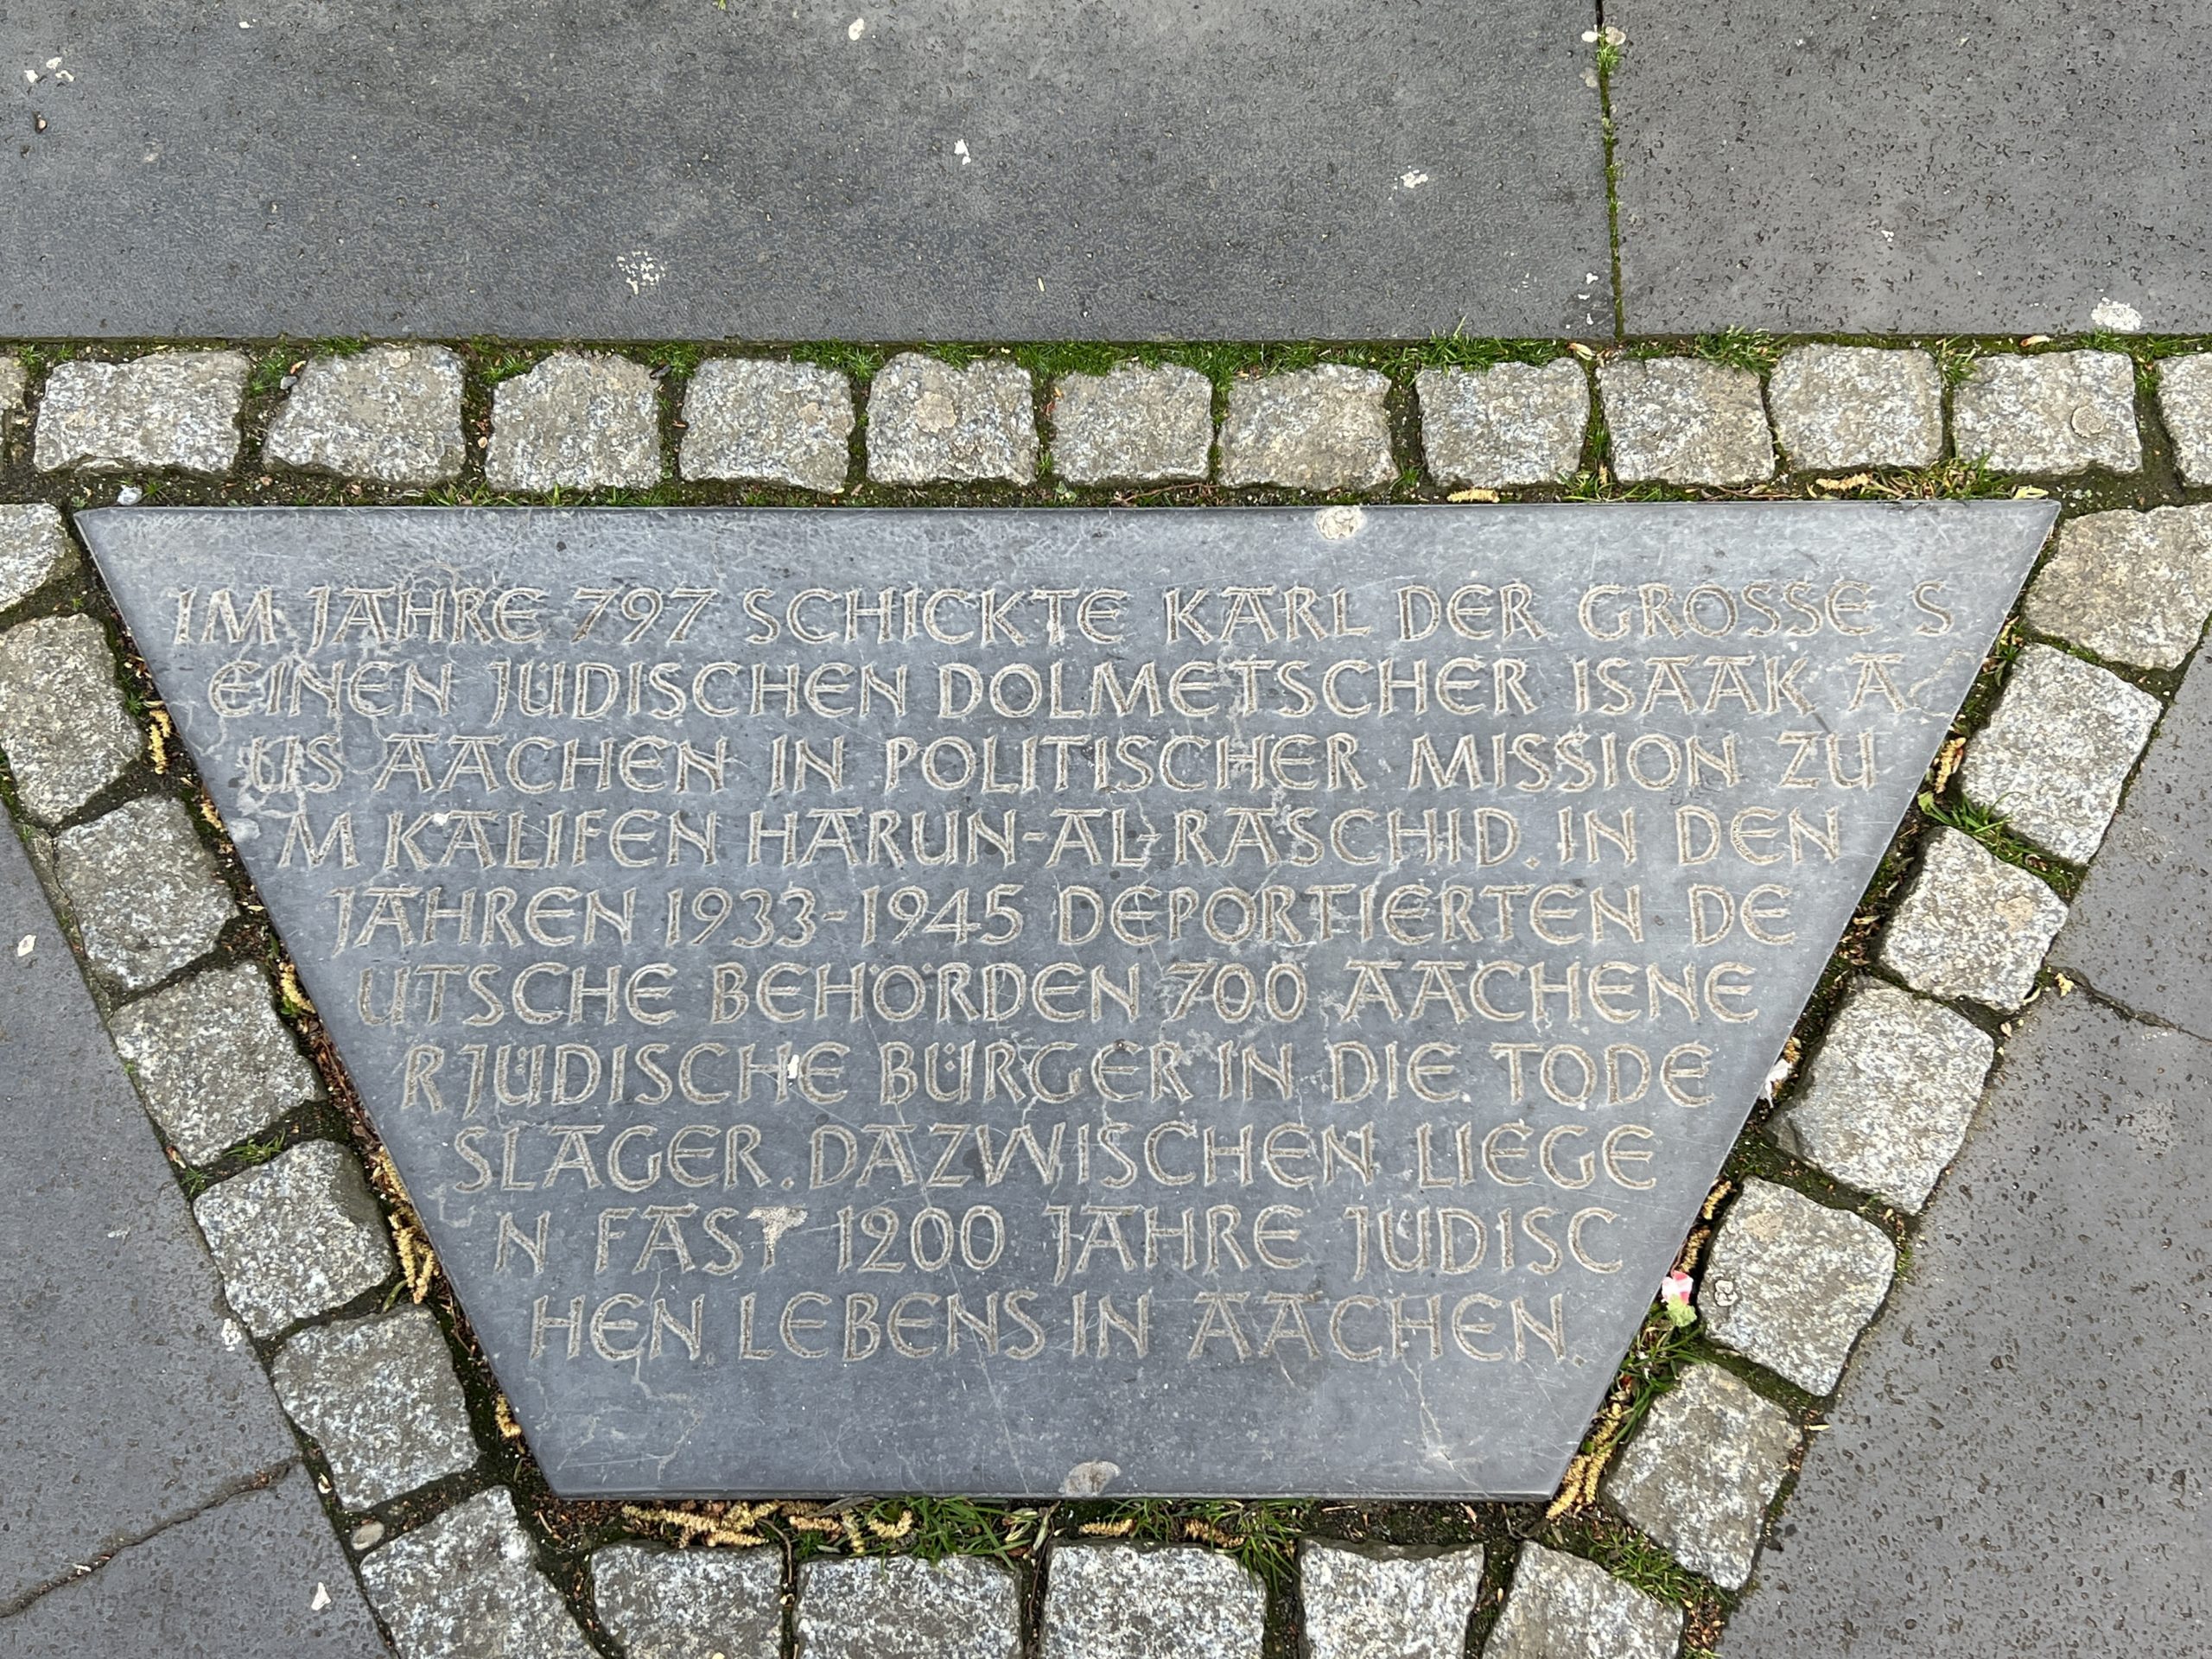 IM JAHRE 797 SCHICKTE KARL DER GROSSE S
EINEN JÜDISCHEN DOLMETSCHER ISAAK A
US AACHEN IN POLITISCHER MISSION ZU
M KALIFEN HARUN-AL-RASCHID. IN DEN
JAHREN 1933-1945 DEPORTIERTEN DE
UTSCHE BEHÖRDEN 700 AACHENE
R JÜDISCHE BÜRGER IN DIE TODE
SLAGER. DAZWISCHEN LIEGE
N FAST 1200 JAHRE JÜDISC
HEN LEBENS IN AACHEN.